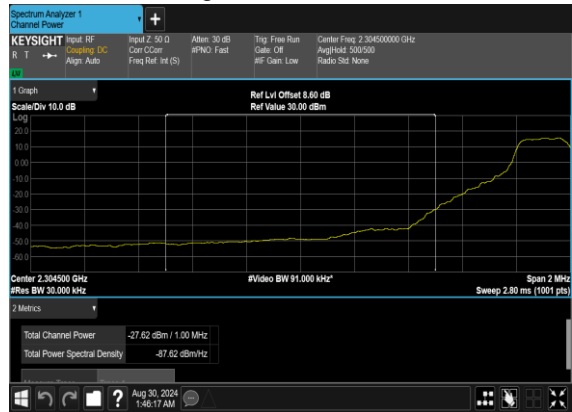 Spectrum Analyzer 1
Channel Power
+
KEYSIGHT Input: RF Input Z: 50 Ω Atten: 30 dB Trig: Free Run Center Freq: 2.304500000 GHz
R T Coupling: DC Corr CCorr #PNO: Fast Gate: Off Avg|Hold: 500/500
Align: Auto Freq Ref: Int (S) #IF Gain: Low Radio Std: None
1 Graph
Ref Lvl Offset 8.60 dB
Scale/Div 10.0 dB Ref Value 30.00 dBm
Log
20.0
10.0
0.00
-10.0
-20.0
-30.0
-40.0
-50.0
-60.0
Center 2.304500 GHz #Video BW 91.000 kHz* Span 2 MHz
#Res BW 30.000 kHz Sweep 2.80 ms (1001 pts)
2 Metrics
Total Channel Power -27.62 dBm / 1.00 MHz
Total Power Spectral Density -87.62 dBm/Hz
?
Aug 30, 2024
1:46:17 AM